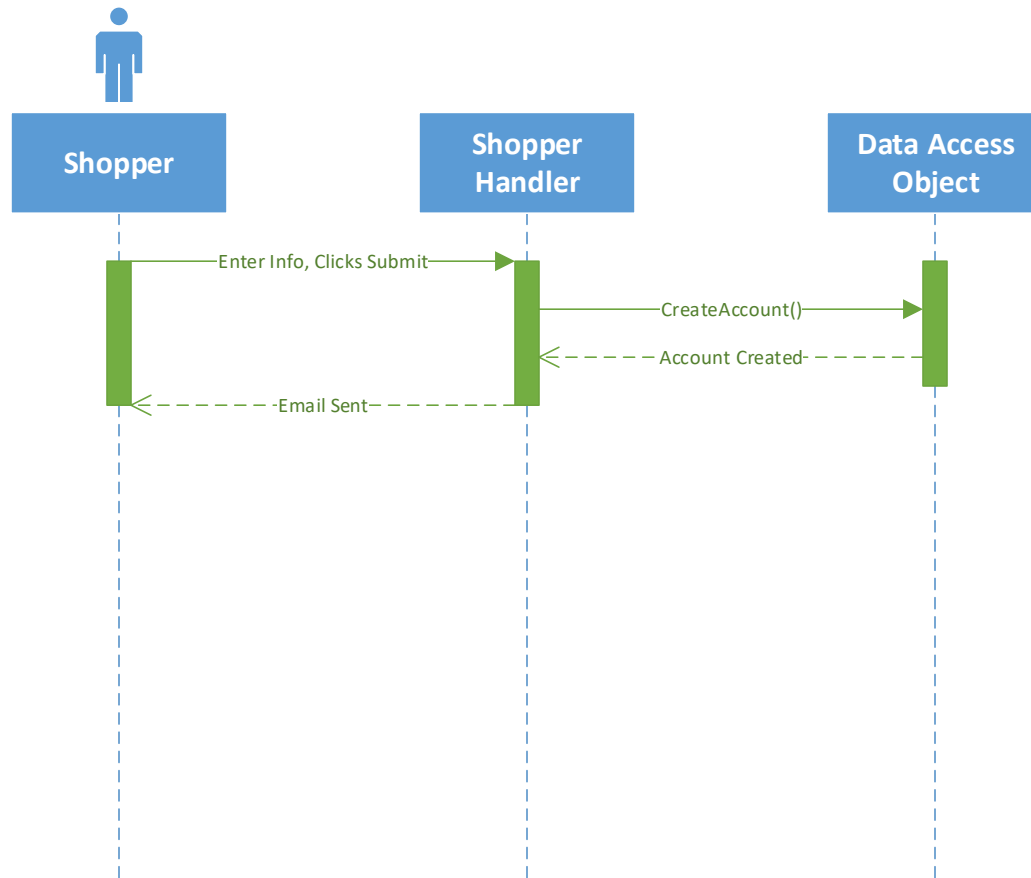 Shopper
Shopper
Handler
Data Access
Object
Enter Info, Clicks Submit
CreateAccount()
Account Created
Email Sent